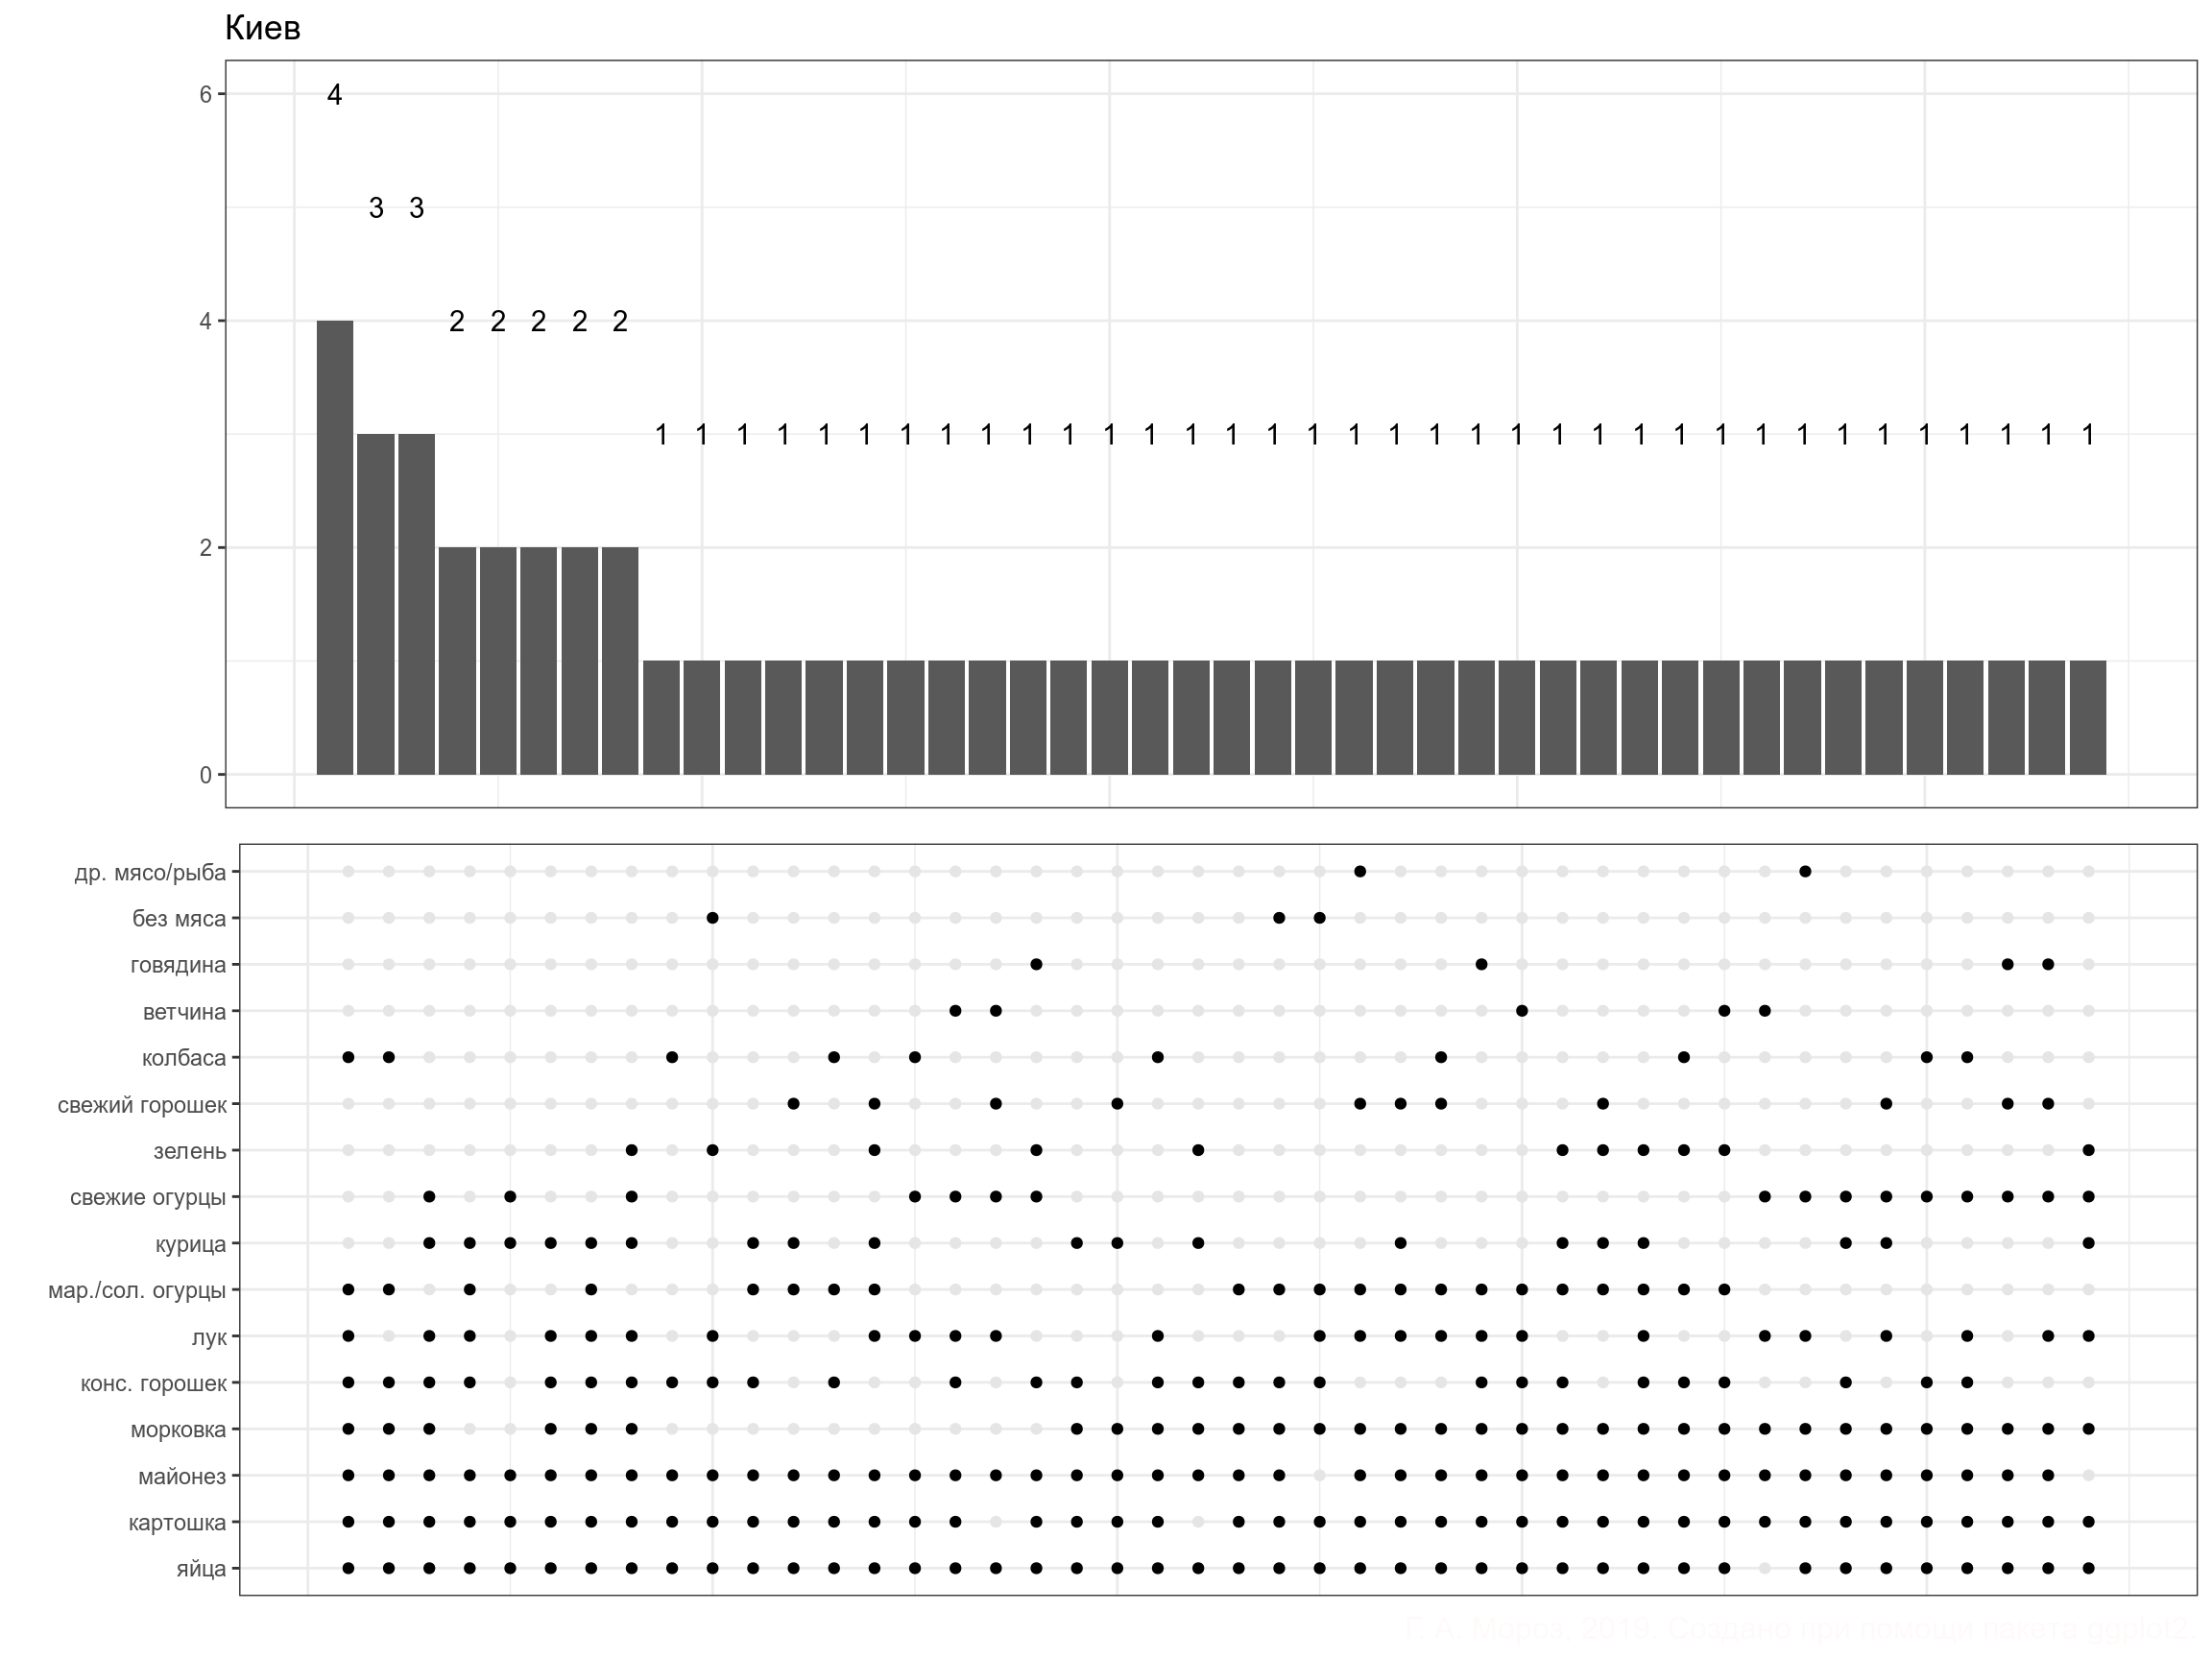 Киев
6 4
3 3
4 2 2 2 2 2
1 1 1 1 1 1 1 1 1 1 1 1 1 1 1 1 1 1 1 1 1 1 1 1 1 1 1 1 1 1 1 1 1 1 1 1
2
0
др. мясо/рыба
без мяса
говядина
ветчина
колбаса
свежий горошек
зелень
свежие огурцы
курица
мар./сол. огурцы
лук
конс. горошек
морковка
майонез
картошка
яйца
Г. А. Мороз, 2019, Создано при помощи пакета ggplot2.